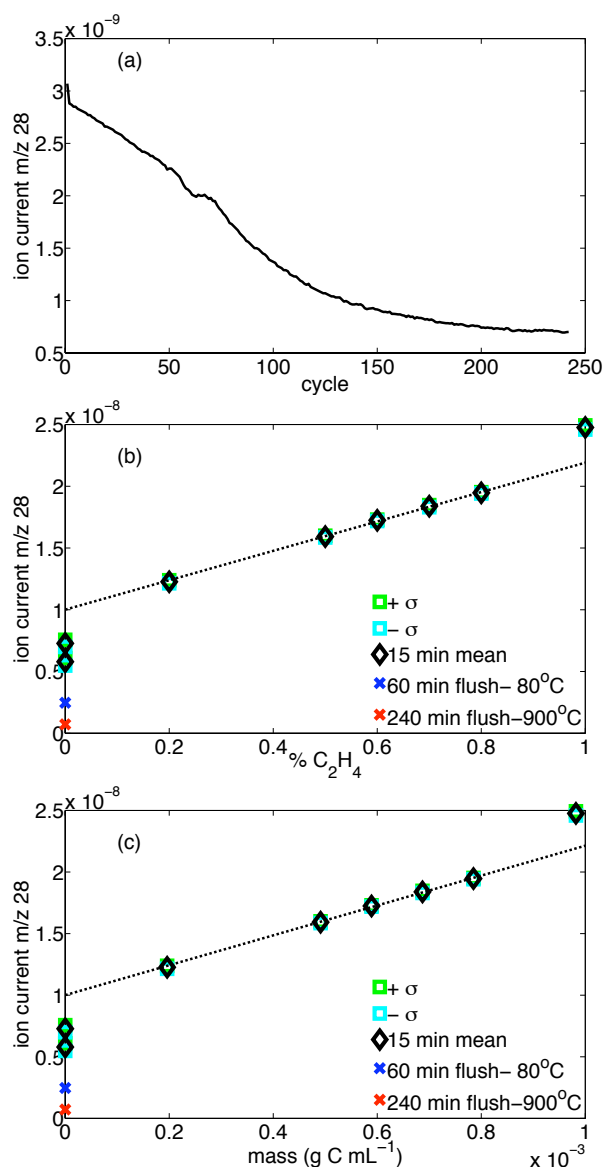 x 10⁻⁹
3.5
(a)
3
2.5
2
1.5
1
0.5
0 50 100 150 200 250
cycle
ion current m/z 28
x 10⁻⁸
2.5
(b)
2
1.5
1
0.5
0
+ σ
− σ
15 min mean
60 min flush− 80°C
240 min flush−900°C
0 0.2 0.4 0.6 0.8 1
% C₂H₄
ion current m/z 28
x 10⁻⁸
2.5
(c)
2
1.5
1
0.5
0
+ σ
− σ
15 min mean
60 min flush− 80°C
240 min flush−900°C
0 0.2 0.4 0.6 0.8 1
mass (g C mL⁻¹)
x 10⁻³
ion current m/z 28